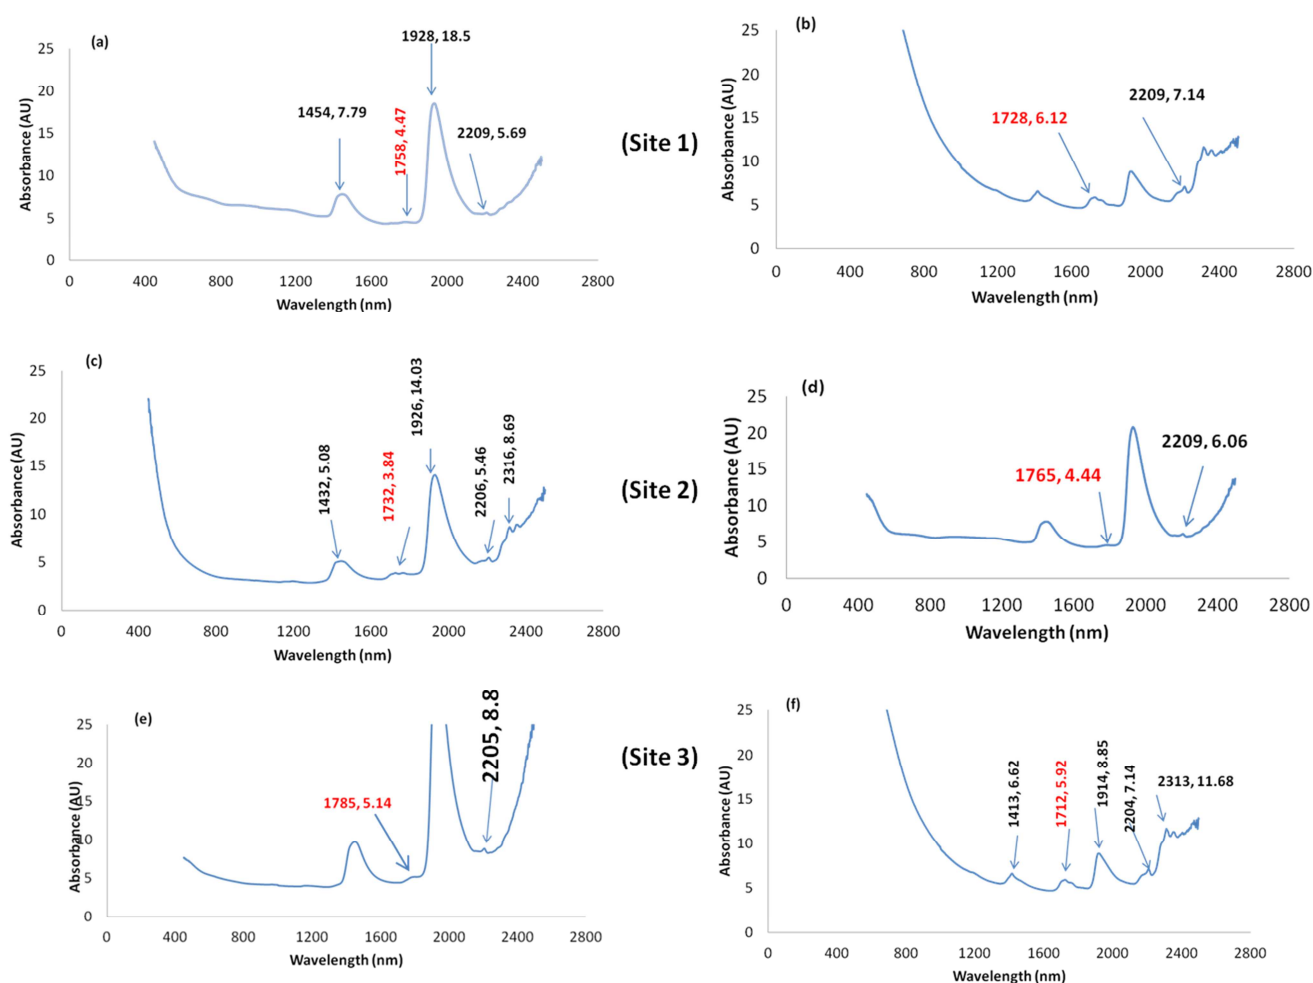 (a)
1928, 18.5
1454, 7.79
1758, 4.47
2209, 5.69
Absorbance (AU)
25
20
15
10
5
0
0 400 800 1200 1600 2000 2400 2800
Wavelength (nm)
(Site 1)
(b)
1728, 6.12
2209, 7.14
Absorbance (AU)
25
20
15
10
5
0
0 400 800 1200 1600 2000 2400 2800
Wavelength (nm)
(c)
1432, 5.08
1732, 3.84
1926, 14.03
2206, 5.46
2316, 8.69
Absorbance (AU)
25
20
15
10
5
0
0 400 800 1200 1600 2000 2400 2800
Wavelength (nm)
(Site 2)
(d)
1765, 4.44
2209, 6.06
Absorbance (AU)
25
20
15
10
5
0
0 400 800 1200 1600 2000 2400 2800
Wavelength (nm)
(e)
1785, 5.14
2205, 8.8
Absorbance (AU)
25
20
15
10
5
0
0 400 800 1200 1600 2000 2400 2800
Wavelength (nm)
(Site 3)
(f)
1413, 6.62
1712, 5.92
1914, 8.85
2204, 7.14
2313, 11.68
Absorbance (AU)
25
20
15
10
5
0
0 400 800 1200 1600 2000 2400 2800
Wavelength (nm)